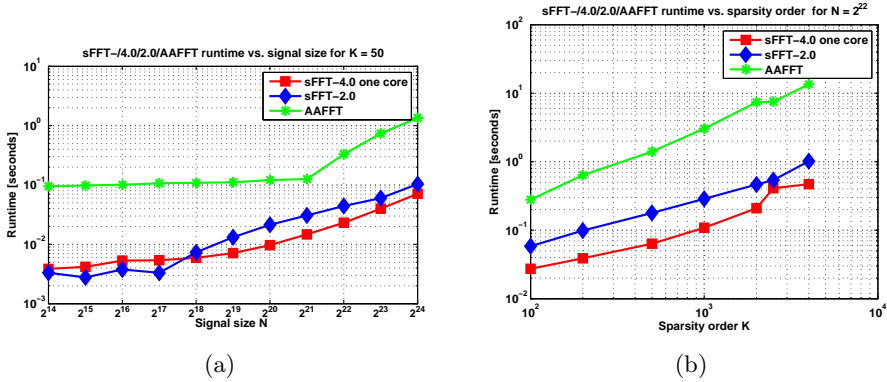 sFFT−/4.0/2.0/AAFFT runtime vs. signal size for K = 50
10^1
10^0
10^−1
10^−2
10^−3
Runtime [seconds]
sFFT−4.0 one core
sFFT−2.0
AAFFT
2^14 2^15 2^16 2^17 2^18 2^19 2^20 2^21 2^22 2^23 2^24
Signal size N
(a)
sFFT−/4.0/2.0/AAFFT runtime vs. sparsity order for N = 2^22
10^2
10^1
10^0
10^−1
10^−2
Runtime [seconds]
sFFT−4.0 one core
sFFT−2.0
AAFFT
10^2 10^3 10^4
Sparsity order K
(b)